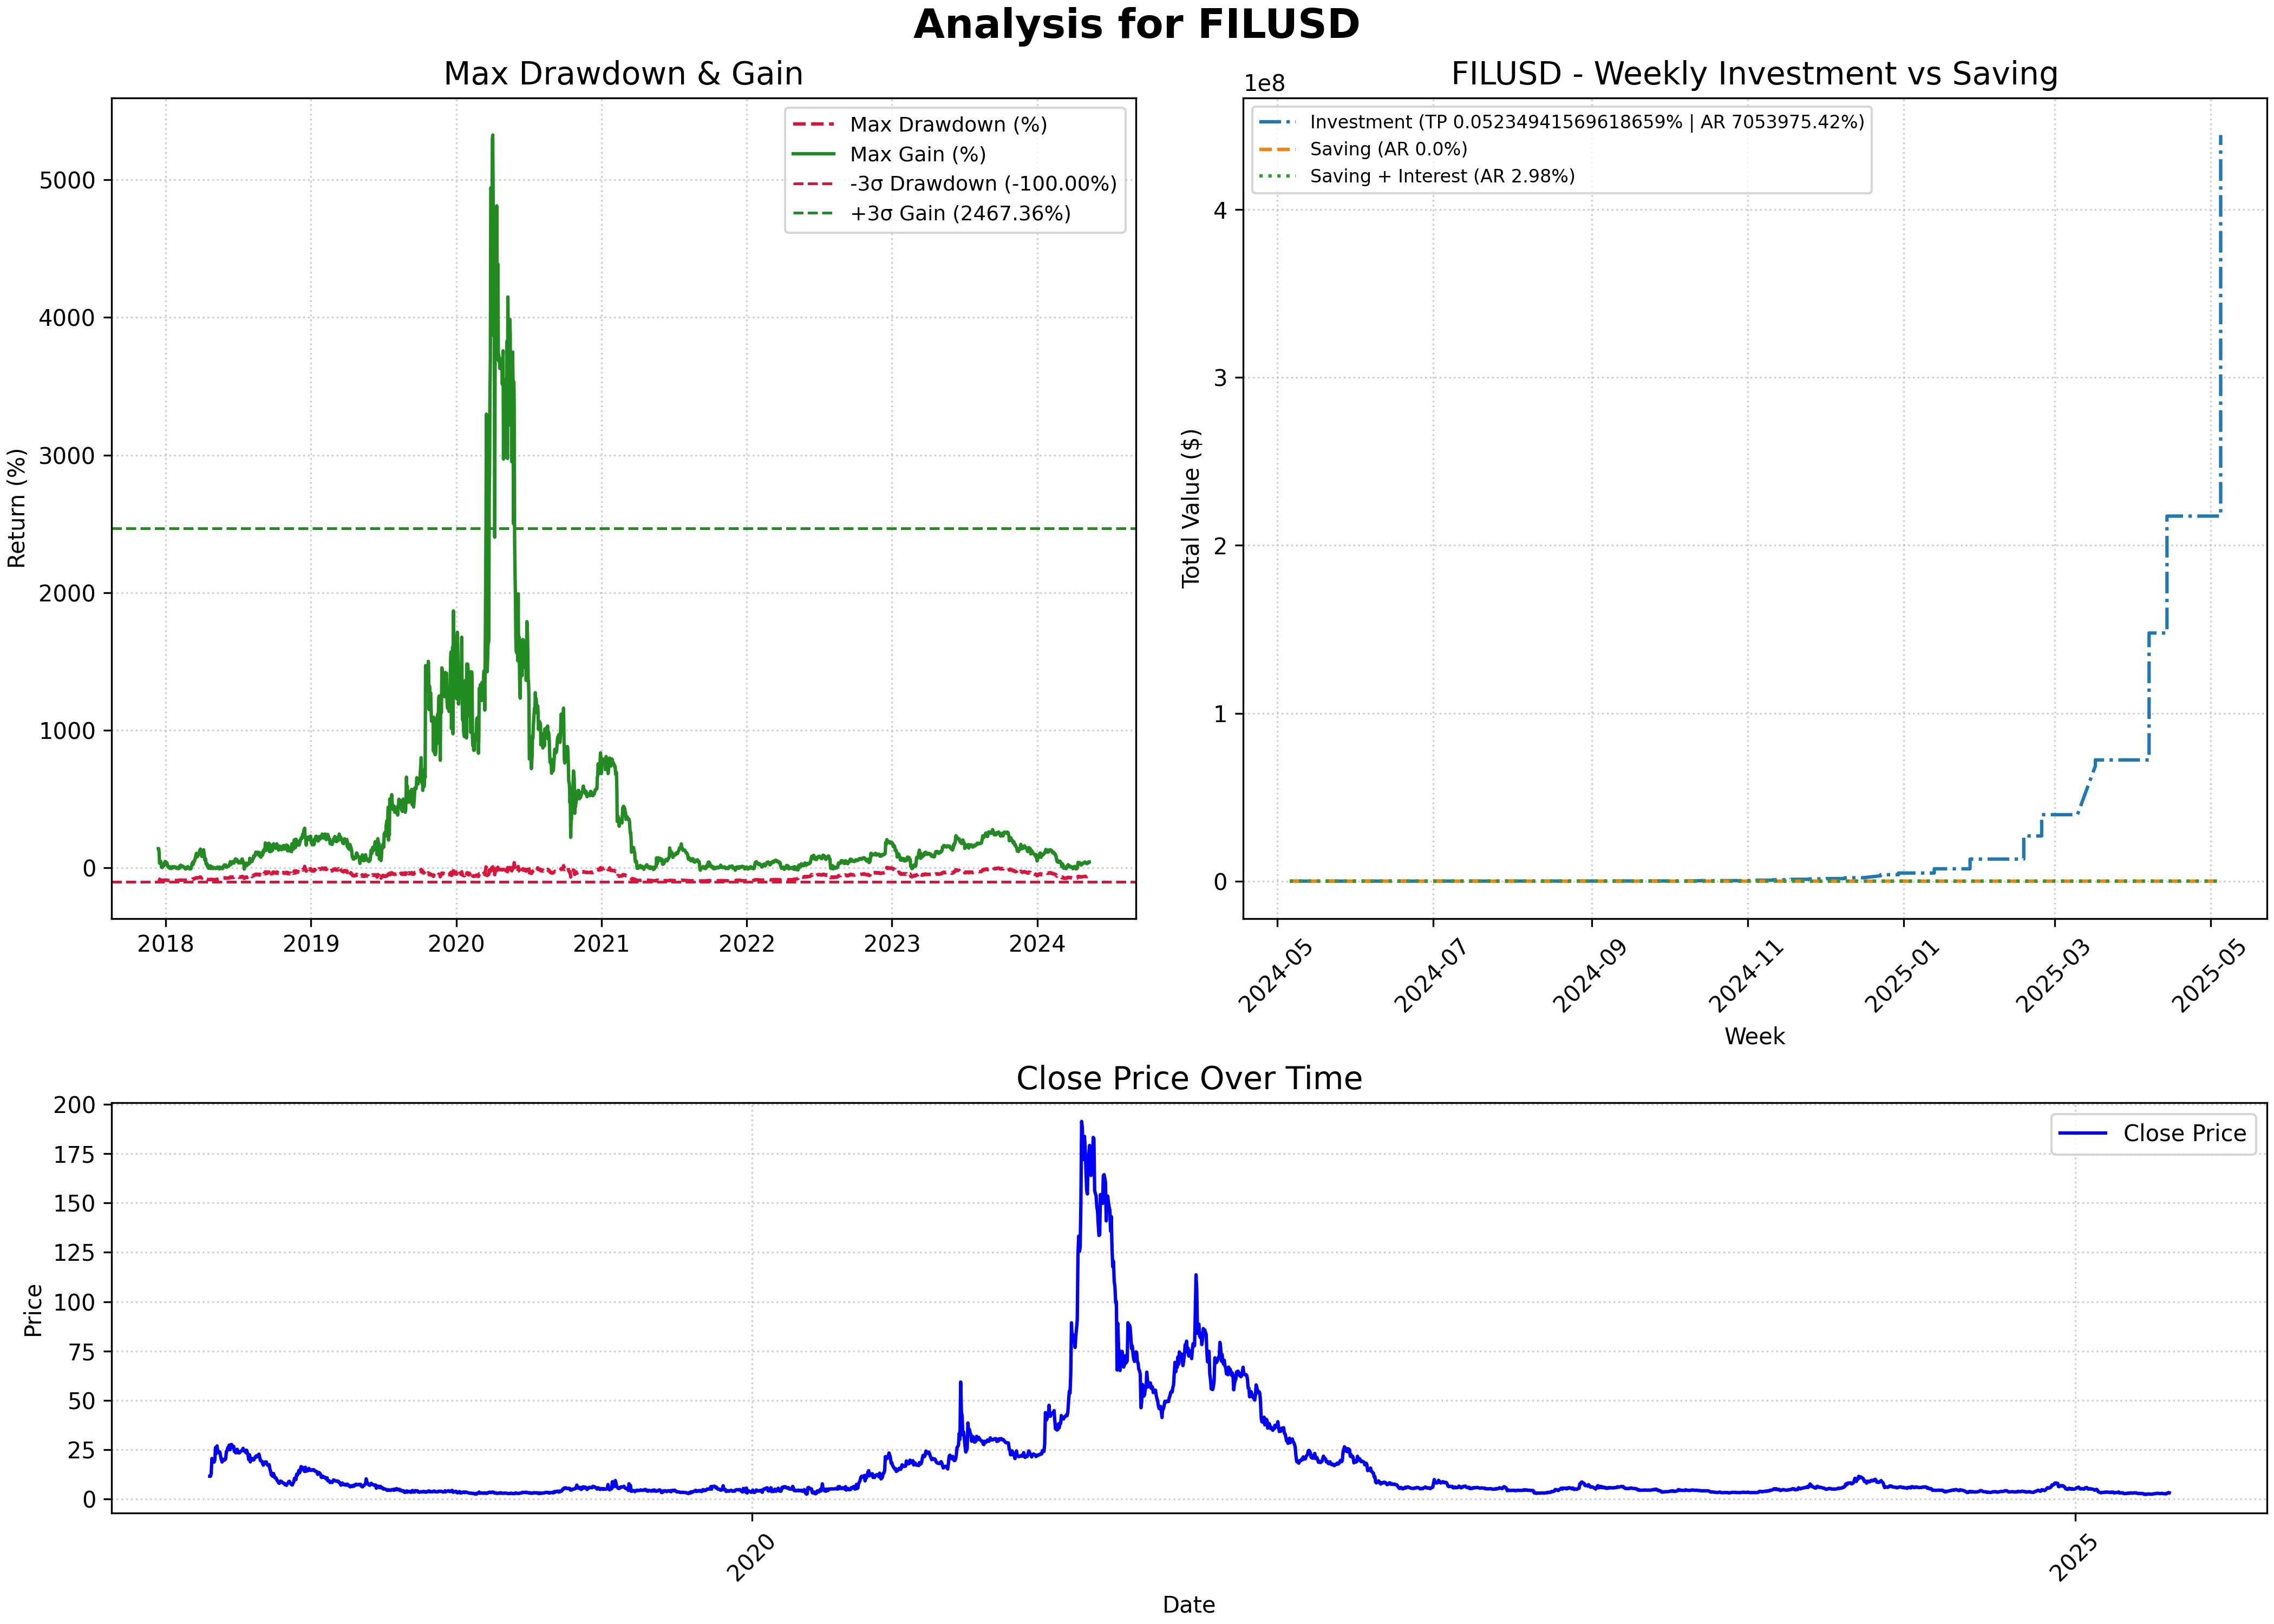 Analysis for FILUSD
Max Drawdown & Gain
Return (%)
5000
4000
3000
2000
1000
0
Max Drawdown (%)
Max Gain (%)
-3σ Drawdown (-100.00%)
+3σ Gain (2467.36%)
2018 2019 2020 2021 2022 2023 2024
FILUSD - Weekly Investment vs Saving
1e8
Total Value ($)
4
3
2
1
0
Investment (TP 0.05234941569618659% | AR 7053975.42%)
Saving (AR 0.0%)
Saving + Interest (AR 2.98%)
2024-05 2024-07 2024-09 2024-11 2025-01 2025-03 2025-05
Week
Close Price Over Time
Price
200
175
150
125
100
75
50
25
0
Close Price
2020 2025
Date